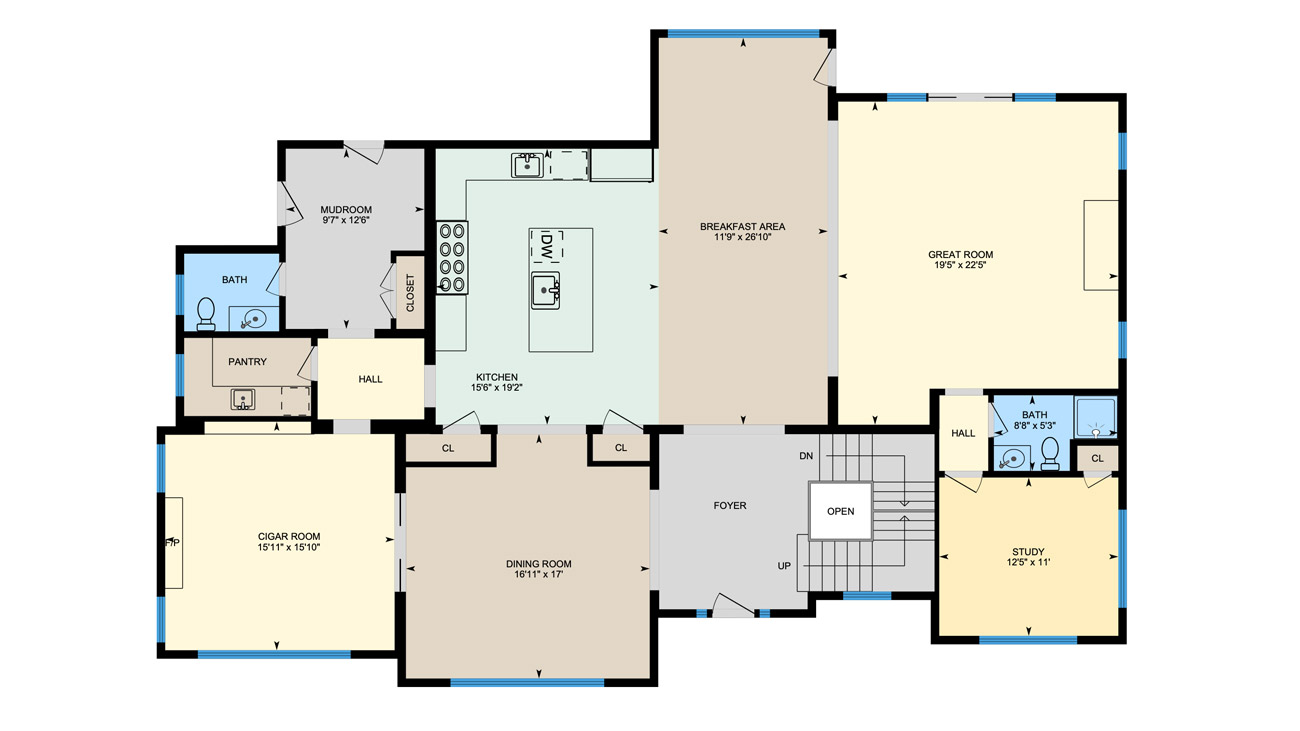 MUDROOM
9'7" x 12'6"
BREAKFAST AREA
11'9" x 26'10"
DW
GREAT ROOM
19'5" x 22'5"
BATH
CLOSET
PANTRY
HALL
KITCHEN
15'6" x 19'2"
BATH
8'8" x 5'3"
HALL
CL
CL
CL
DN
FOYER
OPEN
F/P
CIGAR ROOM
15'11" x 15'10"
DINING ROOM
16'11" x 17'
UP
STUDY
12'5" x 11'